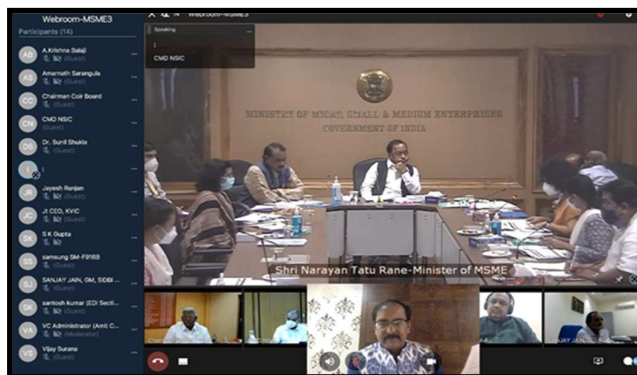 Webroom-MSME3
Participants (14)
AB
A.Krishna Balaji
(Guest)
AS
Amarnath Sarangula
(Guest)
CC
Chairman Coir Board
(Guest)
CN
CMD NSIC
(Guest)
DS
Dr. Sunil Shukla
(Guest)
JR
Jayesh Ranjan
(Guest)
JC
Jt CEO, KVIC
(Guest)
SK
S K Gupta
(Guest)
SS
samsung SM-F916B
(Guest)
SJ
SANJAY JAIN, GM, SIDBI ...
(Guest)
SK
santosh kumar (EDI Secti...
(Guest)
VA
VC Administrator (Amit C...
(Moderator)
VS
Vijay Surana
(Guest)
14
Webroom-MSME3
Speaking
CMD NSIC
MINISTRY OF MICRO, SMALL & MEDIUM ENTERPRISES
GOVERNMENT OF INDIA
Shri Narayan Tatu Rane-Minister of MSME